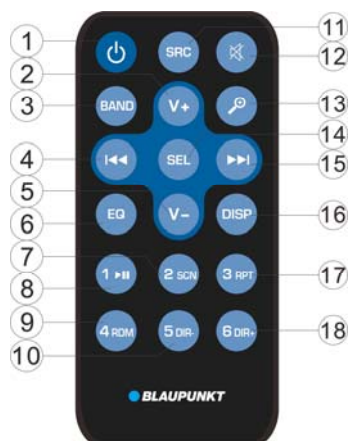 1
11
SRC
2
12
3
BAND
V+
13
14
4
SEL
15
5
6
EQ
V-
DISP
16
7
8
1
2 SCN
3 RPT
17
9
4 RDM
5 DIR-
6 DIR+
18
10
BLAUPUNKT